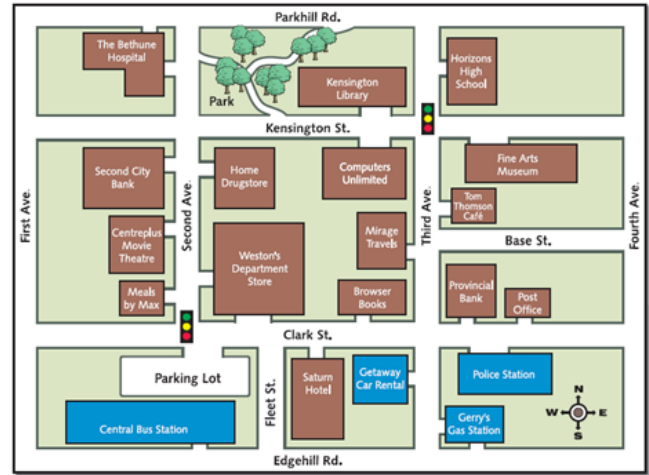 Parkhill Rd.
The Bethune
Hospital
Park
Kensington
Library
Horizons
High
School
Kensington St.
First Ave.
Second City
Bank
Centreplus
Movie
Theatre
Meals
by Max
Second Ave.
Home
Drugstore
Computers
Unlimited
Weston's
Department
Store
Mirage
Travels
Browser
Books
Third Ave.
Fine Arts
Museum
Tom
Thomson
Café
Base St.
Provincial
Bank
Post
Office
Fourth Ave.
Clark St.
Parking Lot
Central Bus Station
Fleet St.
Saturn
Hotel
Getaway
Car Rental
Police Station
Gerry's
Gas Station
N
W E
S
Edgehill Rd.